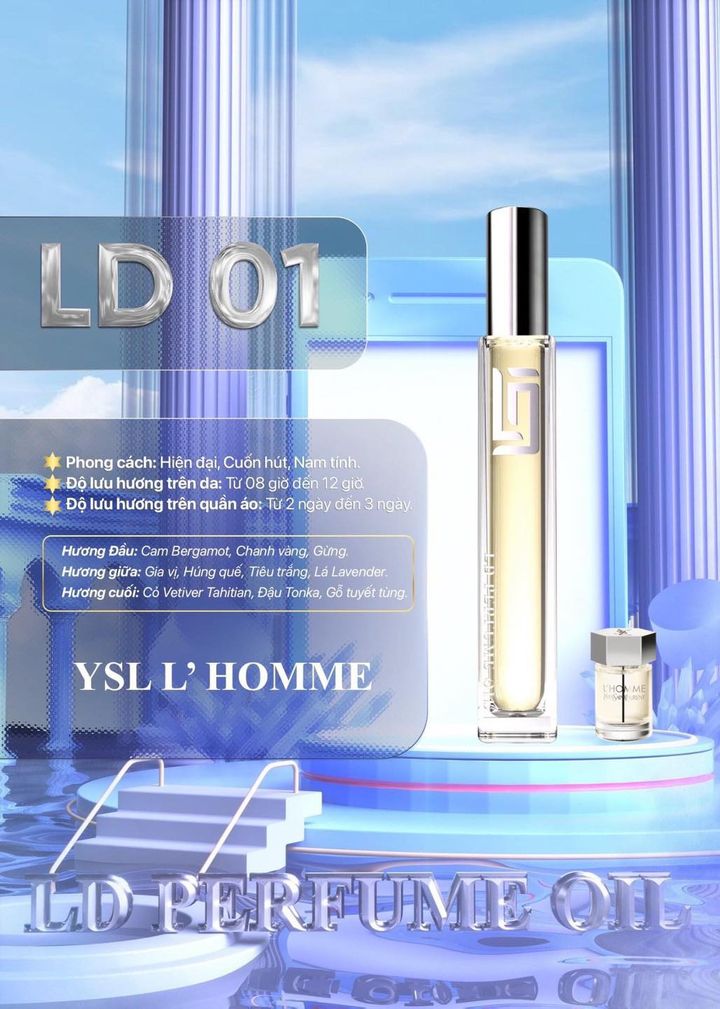 LD 01
Phong cách: Hiện đại, Cuốn hút, Nam tính.
Độ lưu hương trên da: Từ 08 giờ đến 12 giờ.
Độ lưu hương trên quần áo: Từ 2 ngày đến 3 ngày.
Hương Đầu: Cam Bergamot, Chanh vàng, Gừng.
Hương giữa: Gia vị, Húng quế, Tiêu trắng, Lá Lavender.
Hương cuối: Cỏ Vetiver Tahitian, Đậu Tonka, Gỗ tuyết tùng.
YSL L’ HOMME
L'HOMME
YVES SAINT LAURENT
LD PERFUME OIL